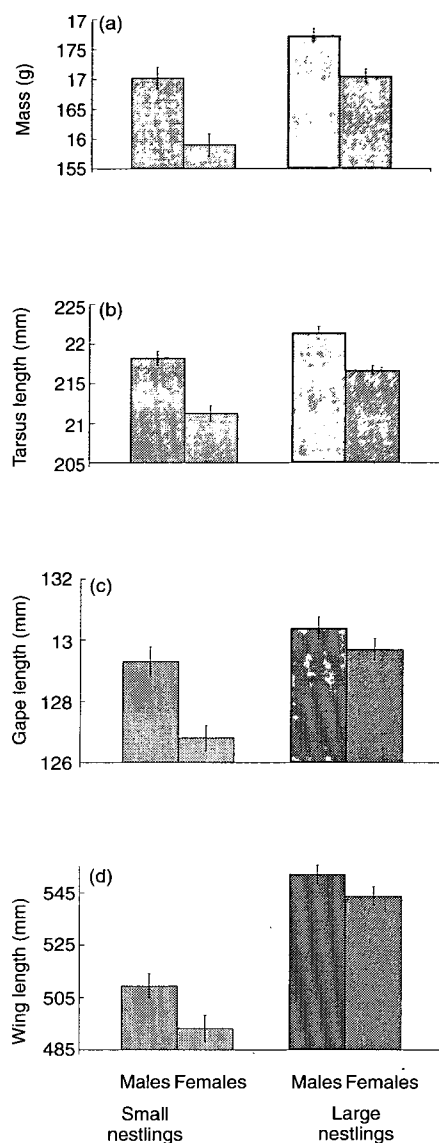 (a)
Mass (g)
175
17
165
16
155
(b)
Tarsus length (mm)
225
22
215
21
205
(c)
Gape length (mm)
132
13
128
126
(d)
Wing length (mm)
545
525
505
485
Males Females Males Females
Small nestlings Large nestlings